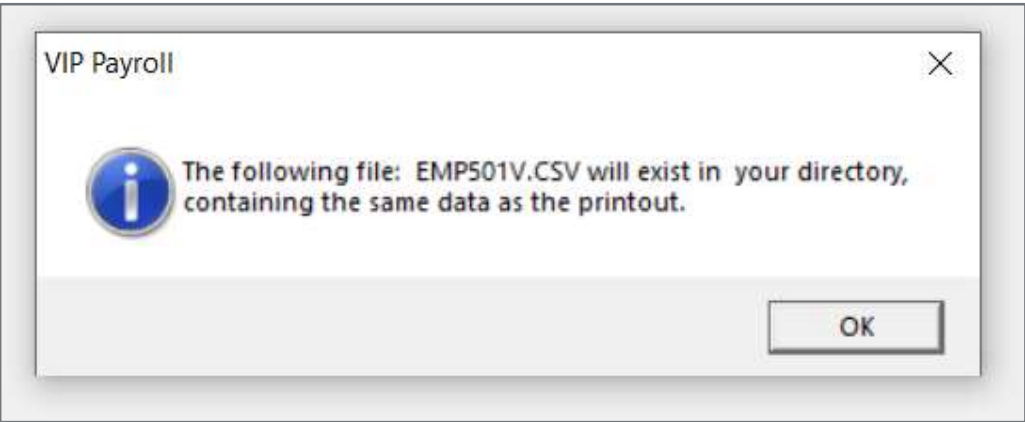 VIP Payroll
The following file:  EMP501V.CSV will exist in  your directory,
containing the same data as the printout.
OK